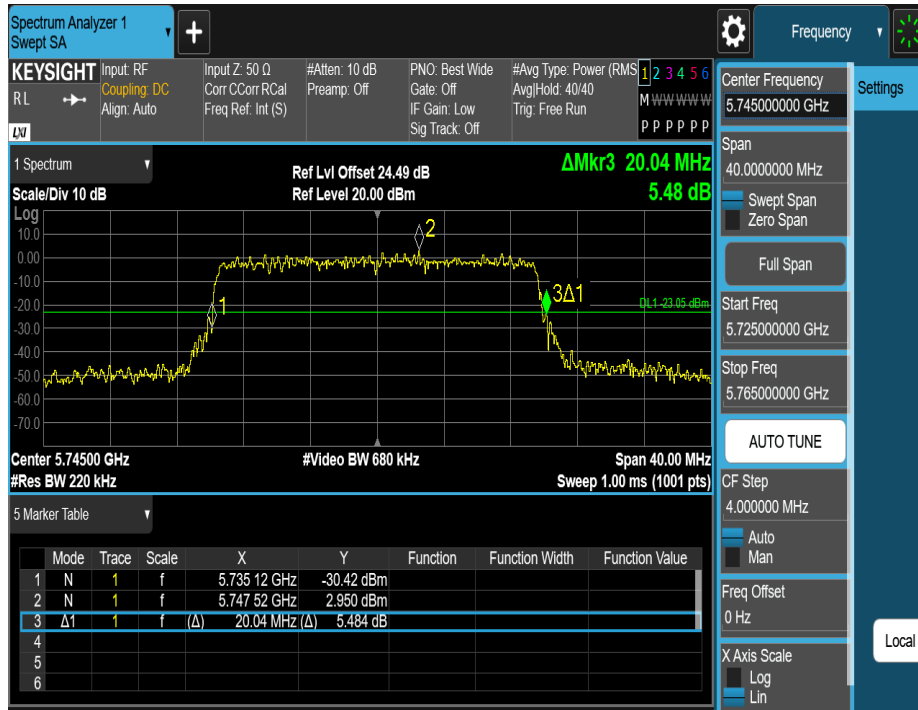 Spectrum Analyzer 1
Swept SA
+
Frequency
KEYSIGHT
RL
LXI
Input: RF
Coupling: DC
Align: Auto
Input Z: 50 Ω
Corr CCorr RCal
Freq Ref: Int (S)
#Atten: 10 dB
Preamp: Off
PNO: Best Wide
Gate: Off
IF Gain: Low
Sig Track: Off
#Avg Type: Power (RMS
Avg|Hold: 40/40
Trig: Free Run
1 2 3 4 5 6
M W W W W W
P P P P P P
1 Spectrum
Scale/Div 10 dB
Ref Lvl Offset 24.49 dB
Ref Level 20.00 dBm
ΔMkr3 20.04 MHz
5.48 dB
Log
10.0
0.00
-10.0
-20.0
-30.0
-40.0
-50.0
-60.0
-70.0
2
1
3Δ1
DL1 -23.05 dBm
Center 5.74500 GHz
#Video BW 680 kHz
Span 40.00 MHz
#Res BW 220 kHz
Sweep 1.00 ms (1001 pts)
5 Marker Table
Mode Trace Scale X Y Function Function Width Function Value
1 N 1 f 5.735 12 GHz -30.42 dBm
2 N 1 f 5.747 52 GHz 2.950 dBm
3 Δ1 1 f (Δ) 20.04 MHz (Δ) 5.484 dB
4
5
6
Center Frequency
5.745000000 GHz
Span
40.0000000 MHz
Swept Span
Zero Span
Full Span
Start Freq
5.725000000 GHz
Stop Freq
5.765000000 GHz
AUTO TUNE
CF Step
4.000000 MHz
Auto
Man
Freq Offset
0 Hz
X Axis Scale
Log
Lin
Settings
Local